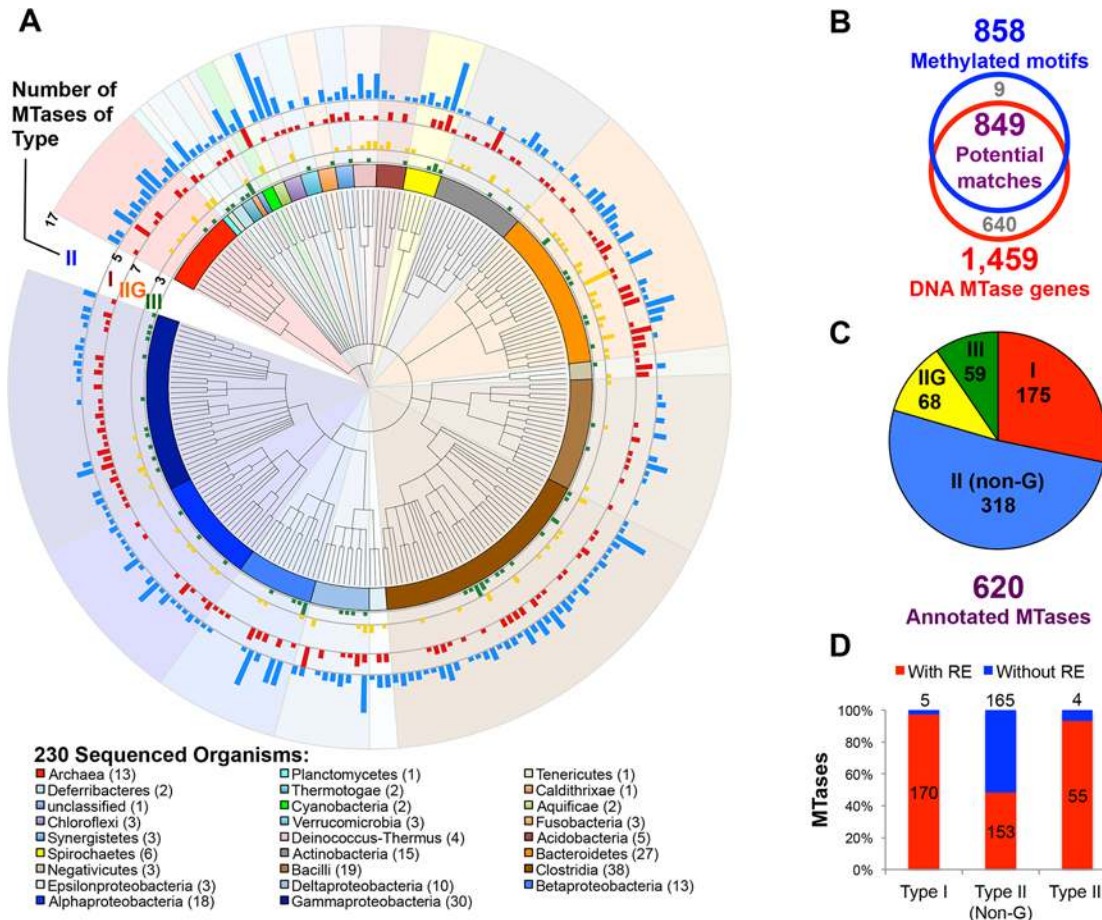 A
Number of
MTases of
Type
II
I
IIG
III
17
5
7
3
230 Sequenced Organisms:
Archaea (13)
Deferribacteres (2)
unclassified (1)
Chloroflexi (3)
Synergistetes (3)
Spirochaetes (6)
Negativicutes (3)
Epsilonproteobacteria (3)
Alphaproteobacteria (18)
Planctomycetes (1)
Thermotogae (2)
Cyanobacteria (2)
Verrucomicrobia (3)
Deinococcus-Thermus (4)
Actinobacteria (15)
Bacilli (19)
Deltaproteobacteria (10)
Gammaproteobacteria (30)
Tenericutes (1)
Caldithrixae (1)
Aquificae (2)
Fusobacteria (3)
Acidobacteria (5)
Bacteroidetes (27)
Clostridia (38)
Betaproteobacteria (13)
B
858
Methylated motifs
9
849
Potential
matches
640
1,459
DNA MTase genes
C
III
59
I
175
IIG
68
II (non-G)
318
620
Annotated MTases
D
With RE
Without RE
5
165
4
100%
80%
60%
40%
20%
0%
MTases
170
153
55
Type I
Type II
(Non-G)
Type II